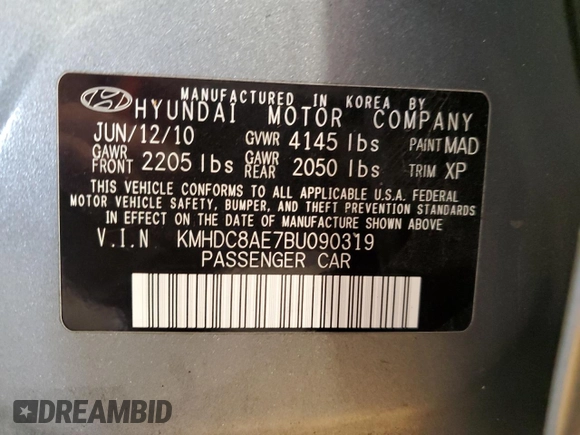 MANUFACTURED IN KOREA BY
HYUNDAI MOTOR COMPANY
JUN/12/10 GVWR 4145 lbs PAINT MAD
GAWR FRONT 2205 lbs GAWR REAR 2050 lbs TRIM XP
THIS VEHICLE CONFORMS TO ALL APPLICABLE U.S.A. FEDERAL
MOTOR VEHICLE SAFETY, BUMPER, AND THEFT PREVENTION STANDARDS
IN EFFECT ON THE DATE OF MANUFACTURE SHOWN ABOVE.
V.I.N KMHDC8AE7BU090319
PASSENGER CAR
DREAMBID